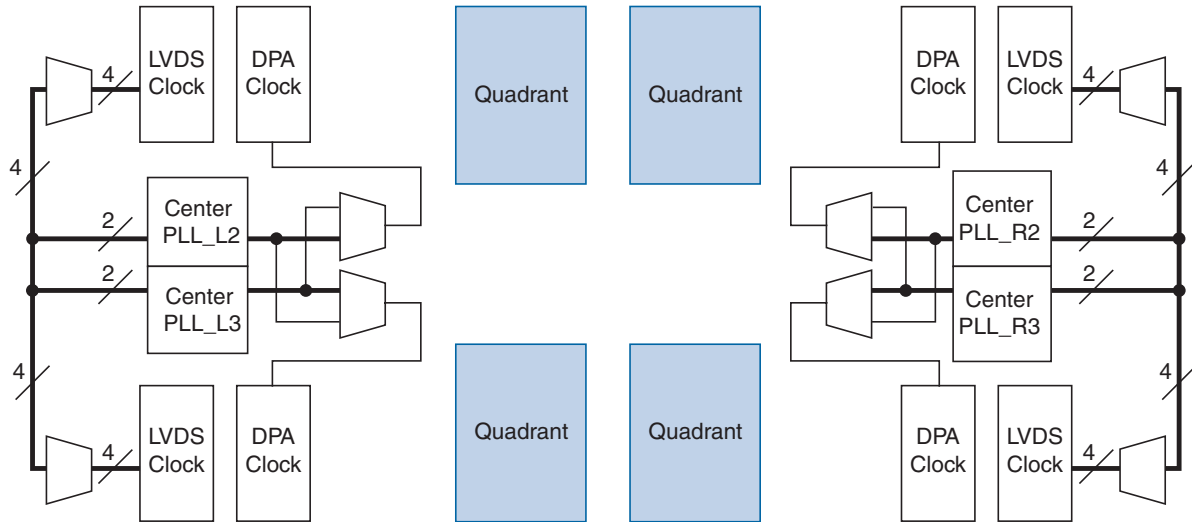 LVDS
Clock
DPA
Clock
Quadrant
Quadrant
DPA
Clock
LVDS
Clock
4
4
4
4
2
Center
PLL_L2
Center
PLL_R2
2
2
Center
PLL_L3
Center
PLL_R3
2
4
4
4
LVDS
Clock
DPA
Clock
Quadrant
Quadrant
DPA
Clock
LVDS
Clock
4